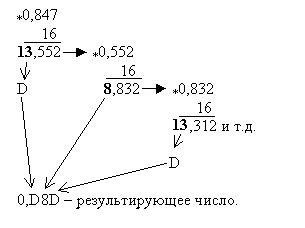 *0,847
16
13,552
*0,552
D
16
8,832
*0,832
16
13,312 и т.д.
D
0,D8D – результирующее число.